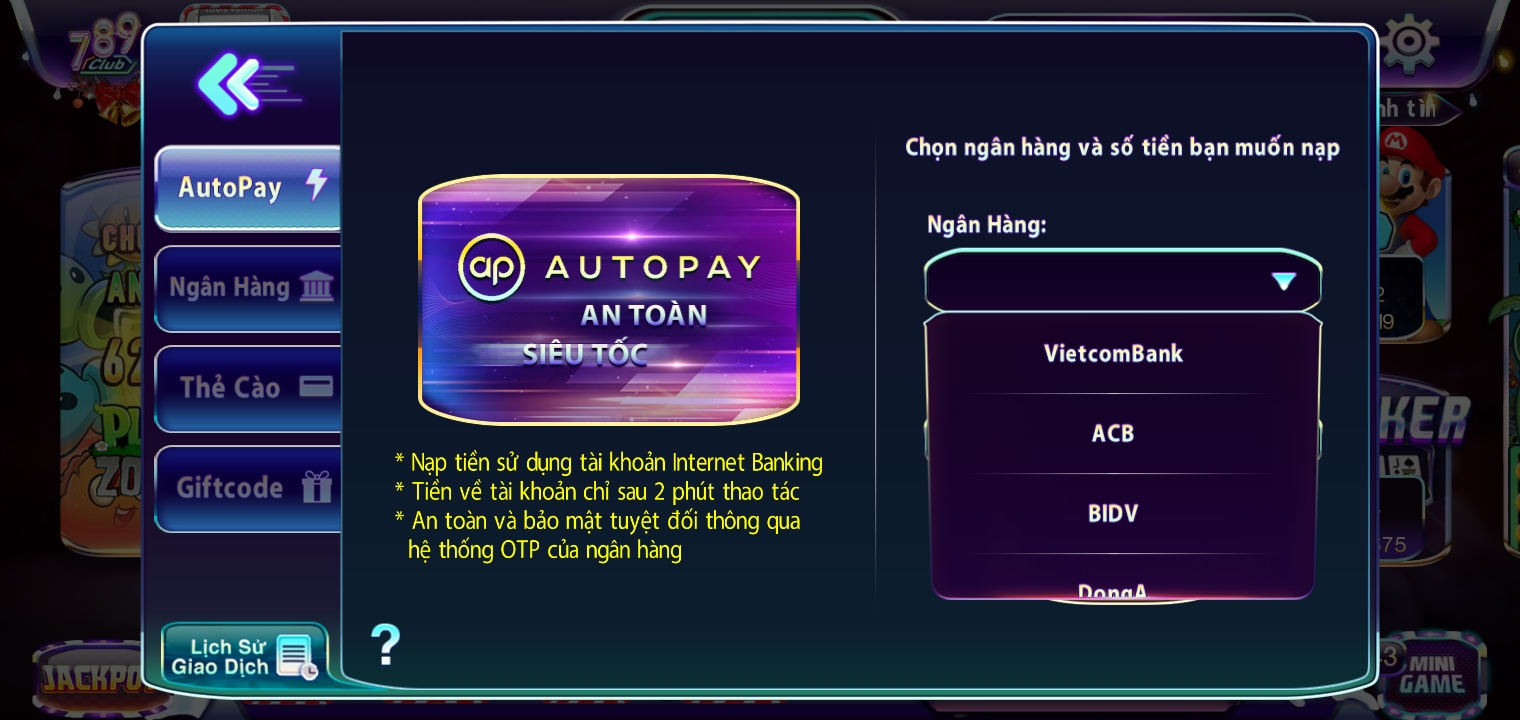 789
Club
AutoPay
Ngân Hàng
Thẻ Cào
Giftcode
Lịch Sử
Giao Dịch
ap AUTOPAY
AN TOÀN
SIÊU TỐC
* Nạp tiền sử dụng tài khoản Internet Banking
* Tiền về tài khoản chỉ sau 2 phút thao tác
* An toàn và bảo mật tuyệt đối thông qua
hệ thống OTP của ngân hàng
?
Chọn ngân hàng và số tiền bạn muốn nạp
Ngân Hàng:
VietcomBank
ACB
BIDV
DongA
MINI
GAME